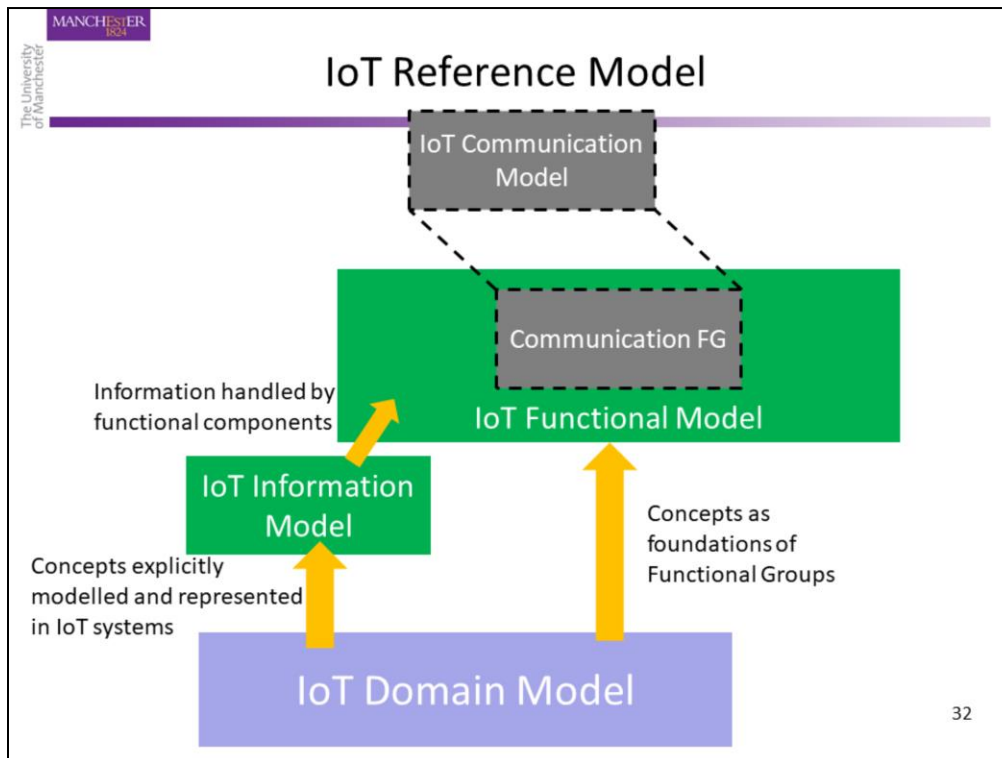 MANCHESTER
1824
The University
of Manchester
IoT Reference Model
IoT Communication
Model
Communication FG
Information handled by
functional components
IoT Functional Model
IoT Information
Model
Concepts as
foundations of
Functional Groups
Concepts explicitly
modelled and represented
in IoT systems
IoT Domain Model
32